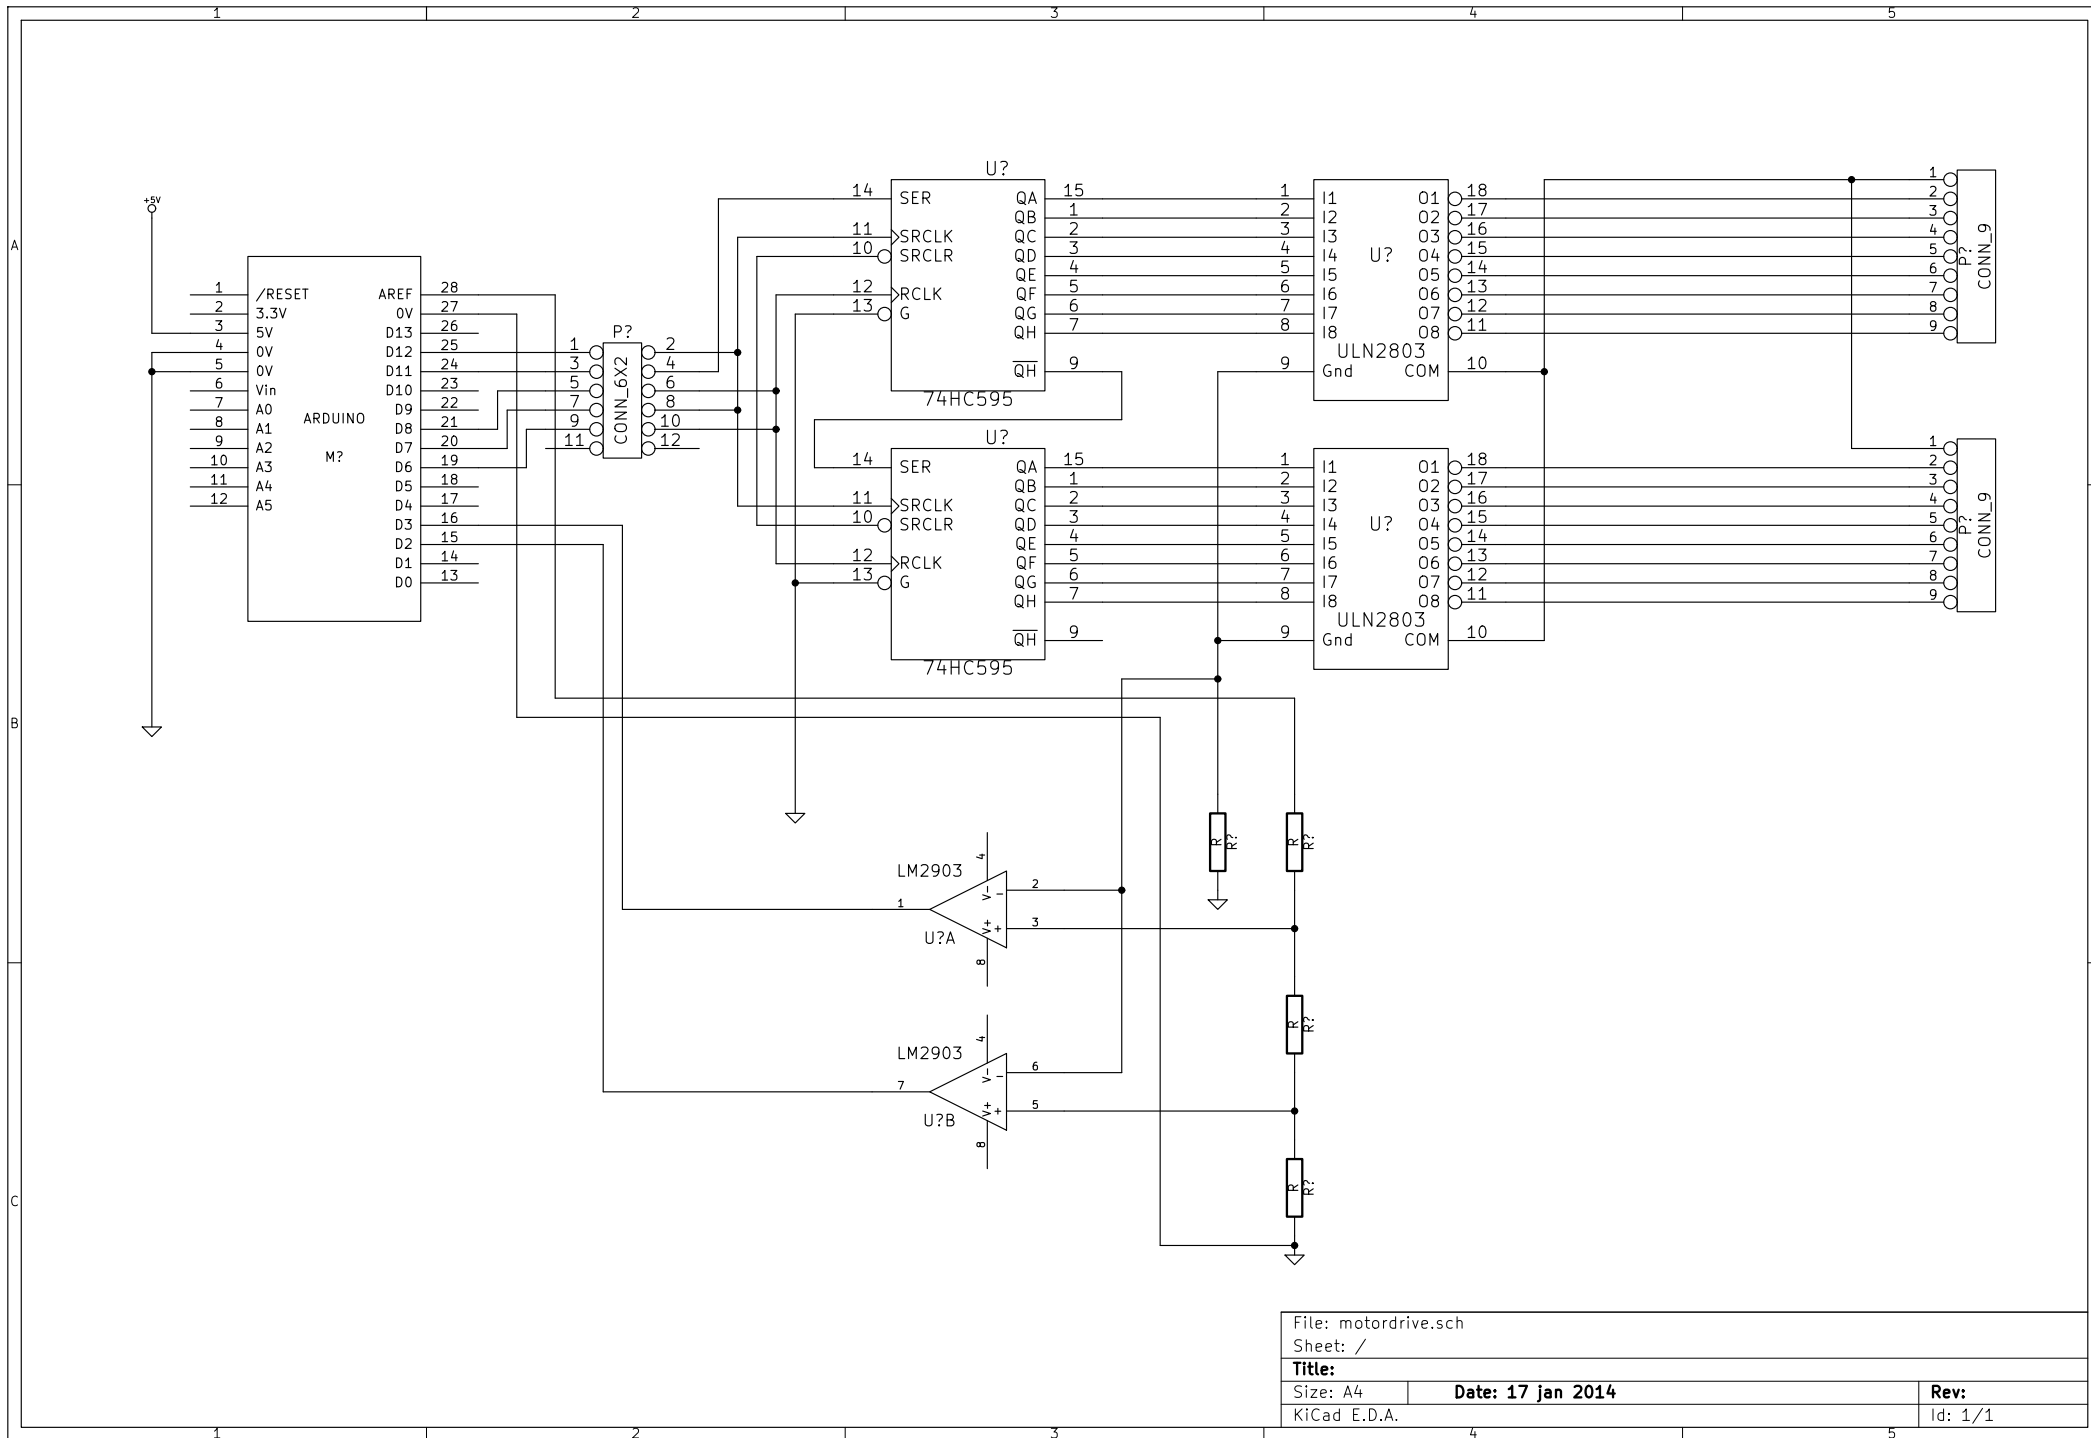 1 2 3 4 5
A
B
C
+5V
1 /RESET AREF 28
2 3.3V 0V 27
3 5V D13 26
4 0V D12 25
5 0V D11 24
6 Vin D10 23
7 A0 D9 22
8 A1 D8 21
9 A2 D7 20
10 A3 D6 19
11 A4 D5 18
12 A5 D4 17
D3 16
D2 15
D1 14
D0 13
ARDUINO
M?
P?
CONN_6X2
1 2
3 4
5 6
7 8
9 10
11 12
U?
14 SER QA 15
QB 1
11 SRCLK QC 2
10 SRCLR QD 3
QE 4
12 RCLK QF 5
13 G QG 6
QH 7
QH 9
74HC595
U?
14 SER QA 15
QB 1
11 SRCLK QC 2
10 SRCLR QD 3
QE 4
12 RCLK QF 5
13 G QG 6
QH 7
QH 9
74HC595
1 I1 O1 18
2 I2 O2 17
3 I3 O3 16
4 I4 U? O4 15
5 I5 O5 14
6 I6 O6 13
7 I7 O7 12
8 I8 O8 11
ULN2803
9 Gnd COM 10
1 I1 O1 18
2 I2 O2 17
3 I3 O3 16
4 I4 U? O4 15
5 I5 O5 14
6 I6 O6 13
7 I7 O7 12
8 I8 O8 11
ULN2803
9 Gnd COM 10
1
2
3
4
5
6
7
8
9
P?
CONN_9
1
2
3
4
5
6
7
8
9
P?
CONN_9
R
R?
R
R?
R
R?
R
R?
LM2903
4
V-
-
2
1
V+
+
3
U?A
8
LM2903
4
V-
-
6
7
V+
+
5
U?B
8
File: motordrive.sch
Sheet: /
Title:
Size: A4 Date: 17 jan 2014 Rev:
KiCad E.D.A. Id: 1/1
1 2 3 4 5